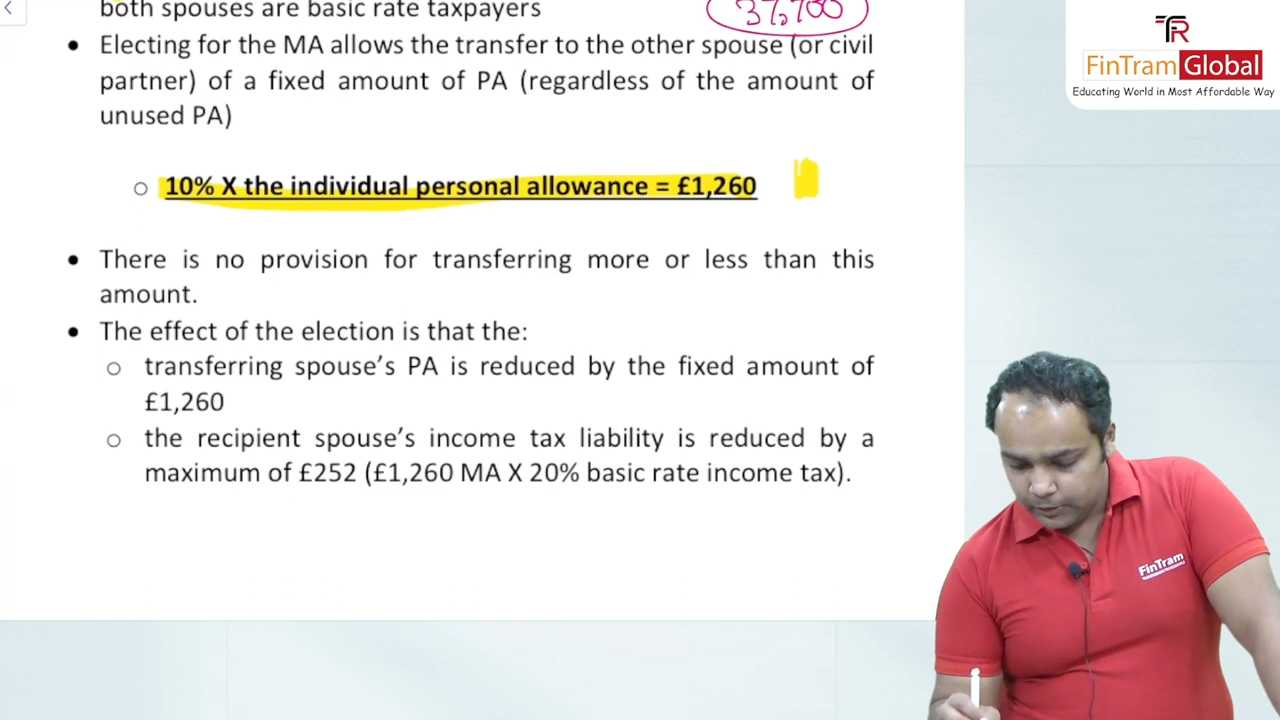 both spouses are basic rate taxpayers
37,700
• Electing for the MA allows the transfer to the other spouse (or civil
partner) of a fixed amount of PA (regardless of the amount of
unused PA)
o 10% X the individual personal allowance = £1,260
• There is no provision for transferring more or less than this
amount.
• The effect of the election is that the:
o transferring spouse's PA is reduced by the fixed amount of
£1,260
o the recipient spouse's income tax liability is reduced by a
maximum of £252 (£1,260 MA X 20% basic rate income tax).
FinTram Global
Educating World in Most Affordable Way
FinTram